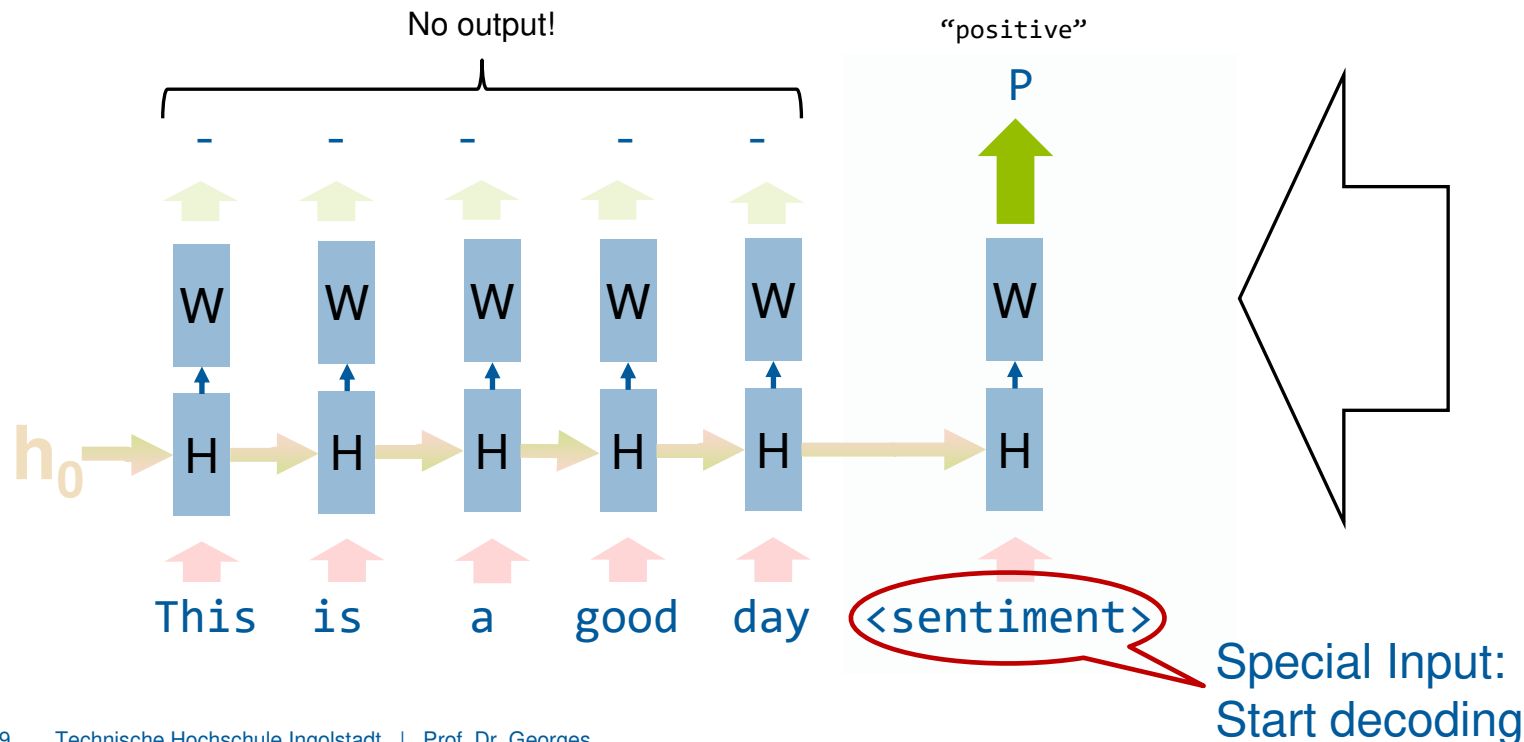 No output!
“positive”
P
- - - - -
W W W W W W
h0 H H H H H H
This is a good day <sentiment>
Special Input:
Start decoding
9 Technische Hochschule Ingolstadt | Prof. Dr. Georges